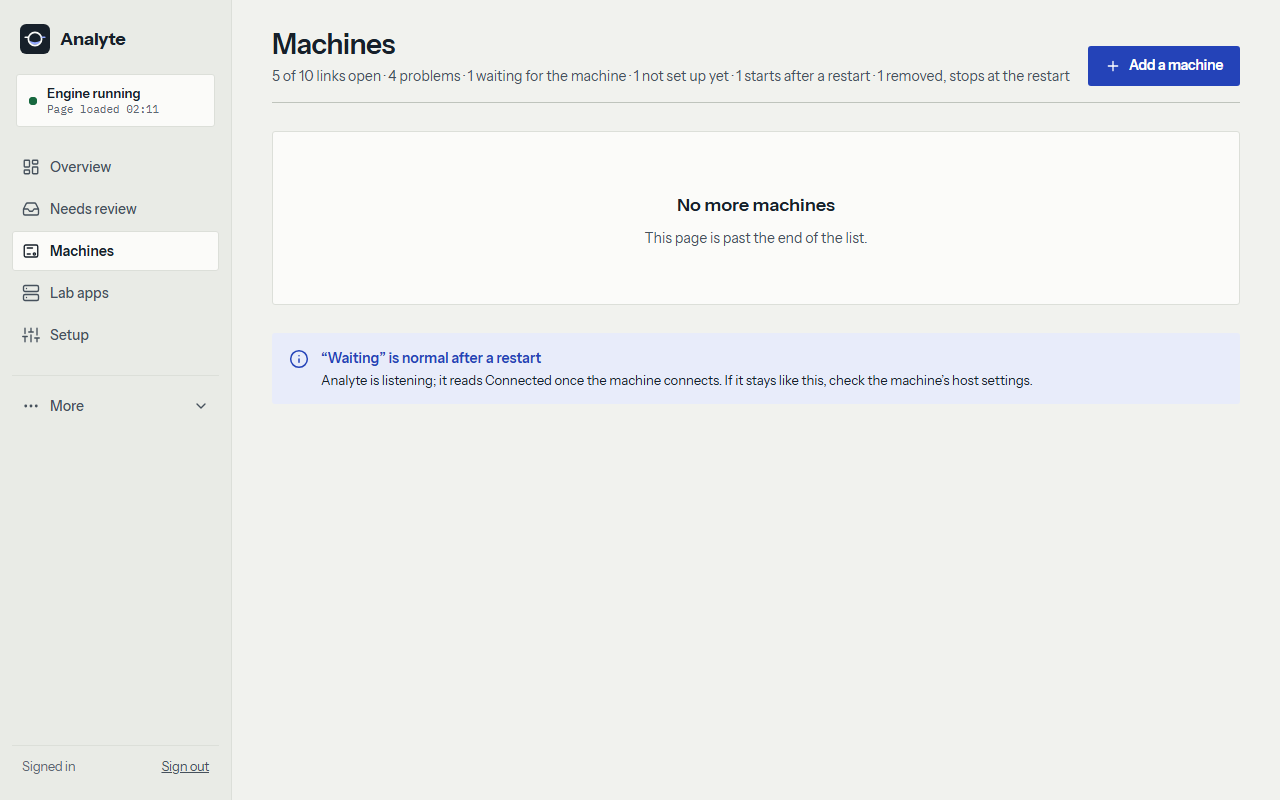 Analyte
Engine running
Page loaded 02:11
Overview
Needs review
Machines
Lab apps
Setup
More
Signed in
Sign out
Machines
5 of 10 links open · 4 problems · 1 waiting for the machine · 1 not set up yet · 1 starts after a restart · 1 removed, stops at the restart
Add a machine
No more machines
This page is past the end of the list.
“Waiting” is normal after a restart
Analyte is listening; it reads Connected once the machine connects. If it stays like this, check the machine’s host settings.